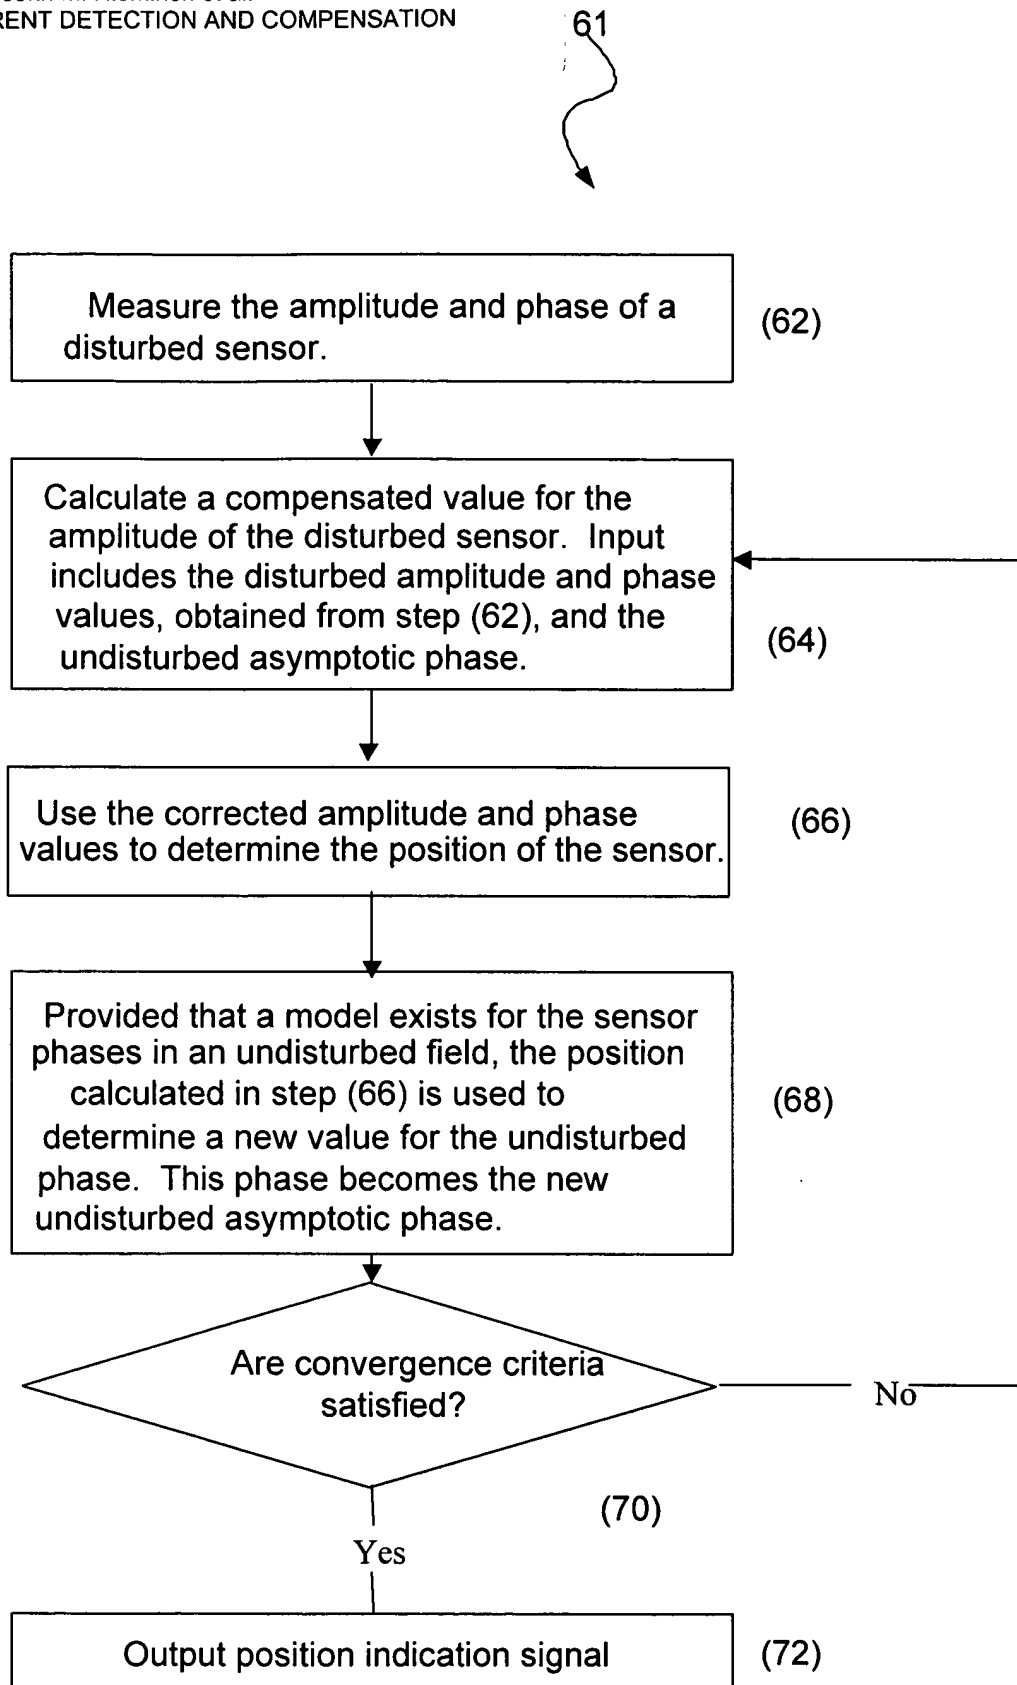 RENT DETECTION AND COMPENSATION
61
Measure the amplitude and phase of a
disturbed sensor.
(62)
Calculate a compensated value for the
amplitude of the disturbed sensor. Input
includes the disturbed amplitude and phase
values, obtained from step (62), and the
undisturbed asymptotic phase.
(64)
Use the corrected amplitude and phase
values to determine the position of the sensor.
(66)
Provided that a model exists for the sensor
phases in an undisturbed field, the position
calculated in step (66) is used to
determine a new value for the undisturbed
phase. This phase becomes the new
undisturbed asymptotic phase.
(68)
Are convergence criteria
satisfied?
No
(70)
Yes
Output position indication signal
(72)